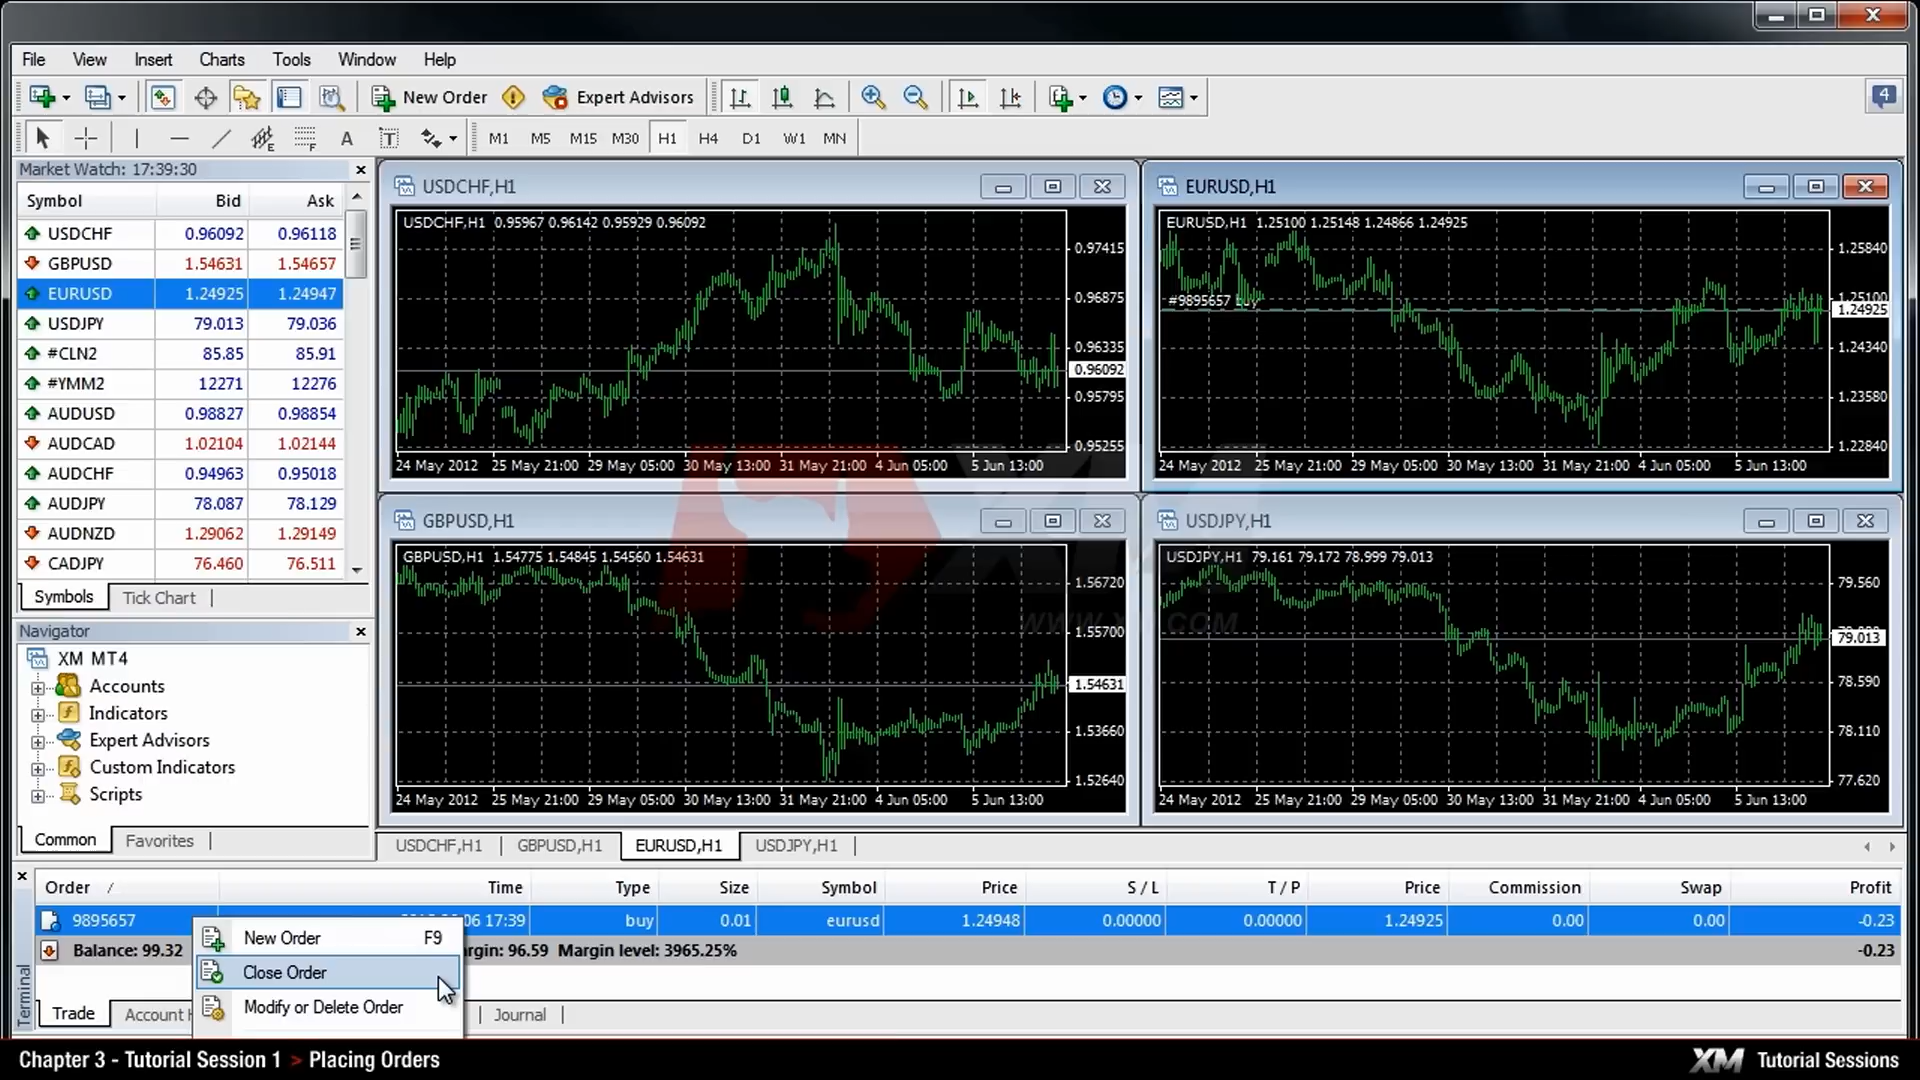 File View Insert Charts Tools Window Help
New Order Expert Advisors 4
A T M1 M5 M15 M30 H1 H4 D1 W1 MN
Market Watch: 17:39:30
Symbol Bid Ask
USDCHF 0.96092 0.96118
GBPUSD 1.54631 1.54657
EURUSD 1.24925 1.24947
USDJPY 79.013 79.036
#CLN2 85.85 85.91
#YMM2 12271 12276
AUDUSD 0.98827 0.98854
AUDCAD 1.02104 1.02144
AUDCHF 0.94963 0.95018
AUDJPY 78.087 78.129
AUDNZD 1.29062 1.29149
CADJPY 76.460 76.511
Symbols Tick Chart
Navigator
XM MT4
Accounts
Indicators
Expert Advisors
Custom Indicators
Scripts
Common Favorites
USDCHF,H1
USDCHF,H1 0.95967 0.96142 0.95929 0.96092
0.97415
0.96875
0.96335
0.96092
0.95795
0.95255
24 May 2012 25 May 21:00 29 May 05:00 30 May 13:00 31 May 21:00 4 Jun 05:00 5 Jun 13:00
EURUSD,H1
EURUSD,H1 1.25100 1.25148 1.24866 1.24925
#9895657 buy
1.25840
1.25100
1.24925
1.24340
1.23580
1.22840
24 May 2012 25 May 21:00 29 May 05:00 30 May 13:00 31 May 21:00 4 Jun 05:00 5 Jun 13:00
GBPUSD,H1
GBPUSD,H1 1.54775 1.54845 1.54560 1.54631
1.56720
1.55700
1.54631
1.53660
1.52640
24 May 2012 25 May 21:00 29 May 05:00 30 May 13:00 31 May 21:00 4 Jun 05:00 5 Jun 13:00
USDJPY,H1
USDJPY,H1 79.161 79.172 78.999 79.013
79.560
79.013
78.590
78.110
77.620
24 May 2012 25 May 21:00 29 May 05:00 30 May 13:00 31 May 21:00 4 Jun 05:00 5 Jun 13:00
XM
WWW.XM.COM
USDCHF,H1 GBPUSD,H1 EURUSD,H1 USDJPY,H1
Order / Time Type Size Symbol Price S / L T / P Price Commission Swap Profit
9895657 06 17:39 buy 0.01 eurusd 1.24948 0.00000 0.00000 1.24925 0.00 0.00 -0.23
Balance: 99.32 rgin: 96.59 Margin level: 3965.25% -0.23
New Order F9
Close Order
Modify or Delete Order
Terminal
Trade Account Journal
Chapter 3 - Tutorial Session 1 > Placing Orders XM Tutorial Sessions